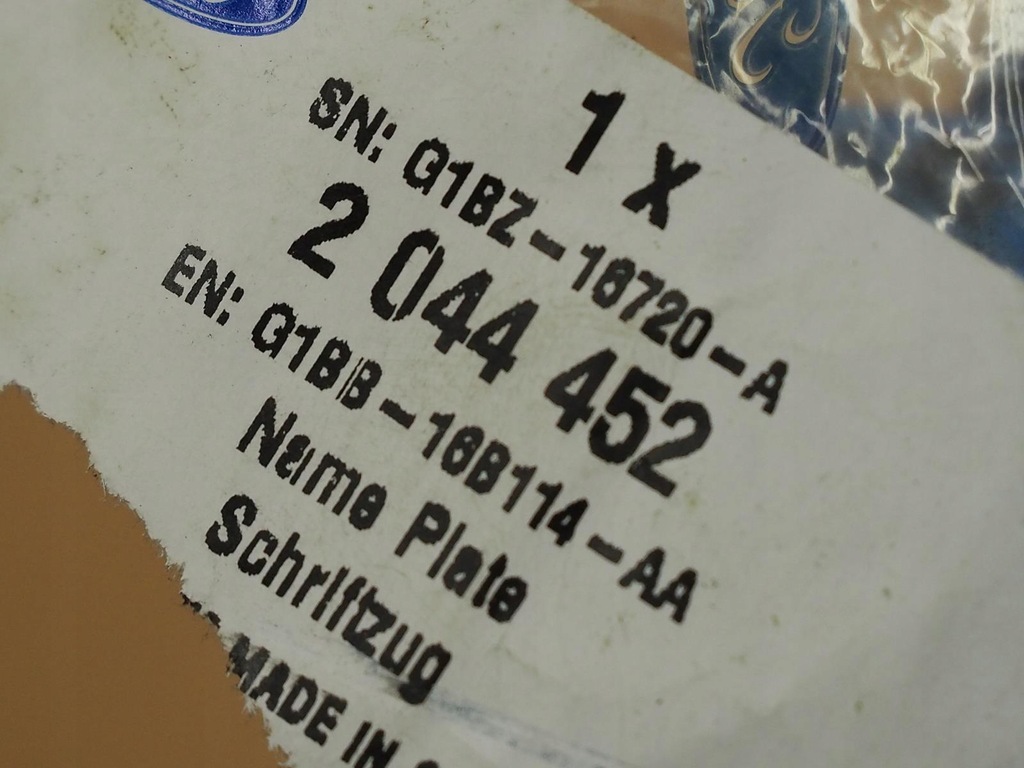 1 X
SN: G1BZ-16720-A
2 044 452
EN: G1BB-16B114-AA
Name Plate
Schriftzug
MADE IN